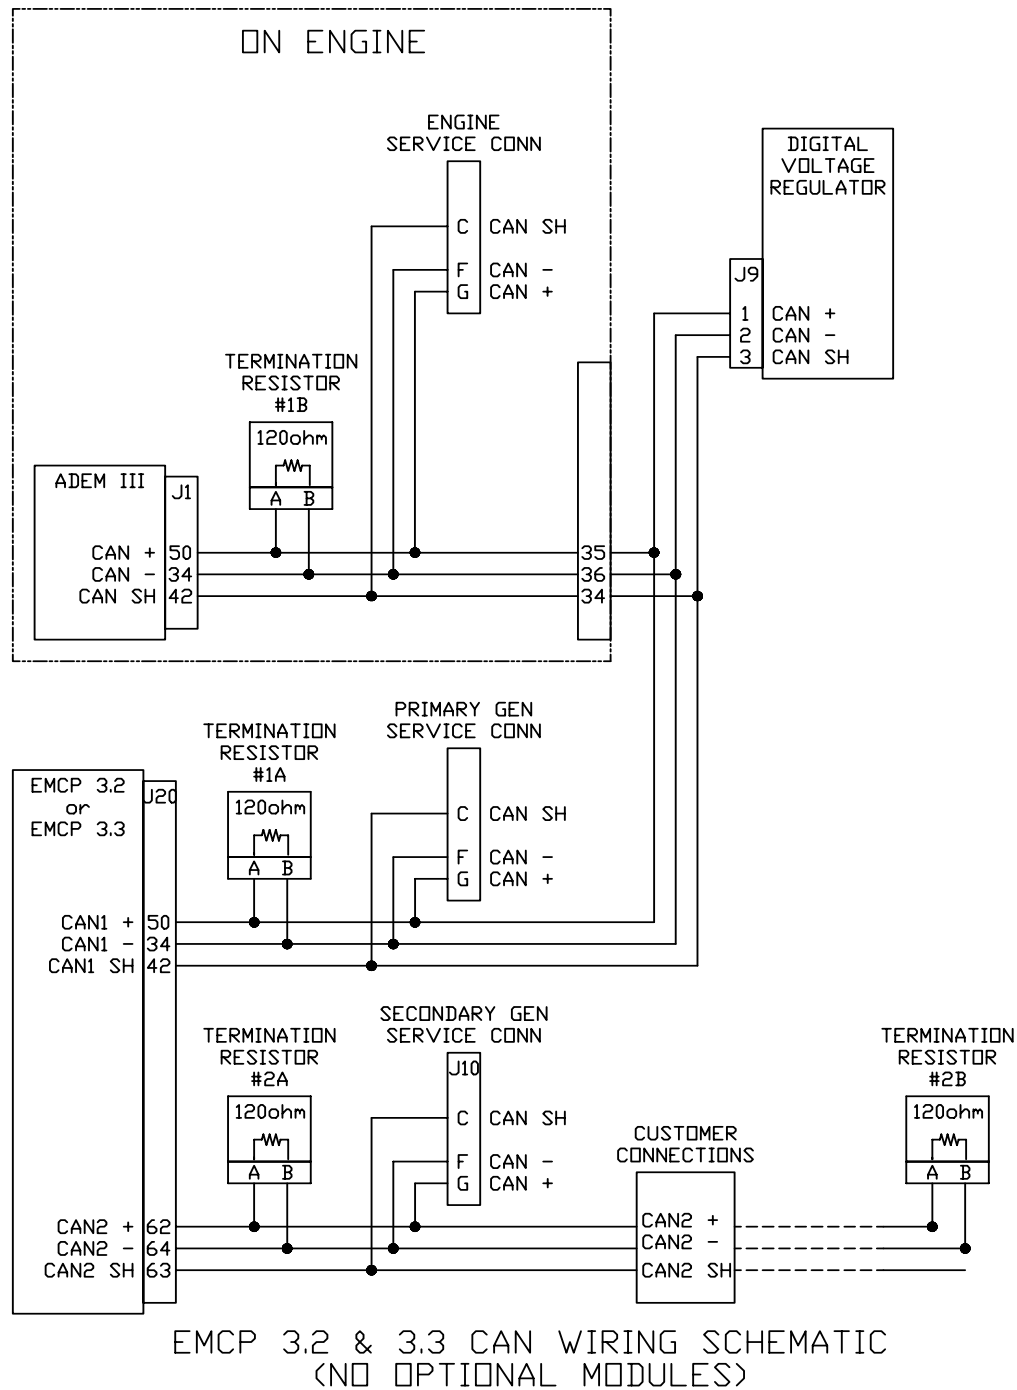 ON ENGINE
ENGINE
SERVICE CONN
C CAN SH
F CAN -
G CAN +
DIGITAL
VOLTAGE
REGULATOR
J9
1 CAN +
2 CAN -
3 CAN SH
TERMINATION
RESISTOR
#1B
120ohm
A B
ADEM III
J1
CAN + 50
CAN - 34
CAN SH 42
35
36
34
PRIMARY GEN
SERVICE CONN
C CAN SH
F CAN -
G CAN +
TERMINATION
RESISTOR
#1A
120ohm
A B
EMCP 3.2
or
EMCP 3.3
J20
CAN1 + 50
CAN1 - 34
CAN1 SH 42
SECONDARY GEN
SERVICE CONN
J10
C CAN SH
F CAN -
G CAN +
TERMINATION
RESISTOR
#2A
120ohm
A B
CAN2 + 62
CAN2 - 64
CAN2 SH 63
CUSTOMER
CONNECTIONS
CAN2 +
CAN2 -
CAN2 SH
TERMINATION
RESISTOR
#2B
120ohm
A B
EMCP 3.2 & 3.3 CAN WIRING SCHEMATIC
(NO OPTIONAL MODULES)